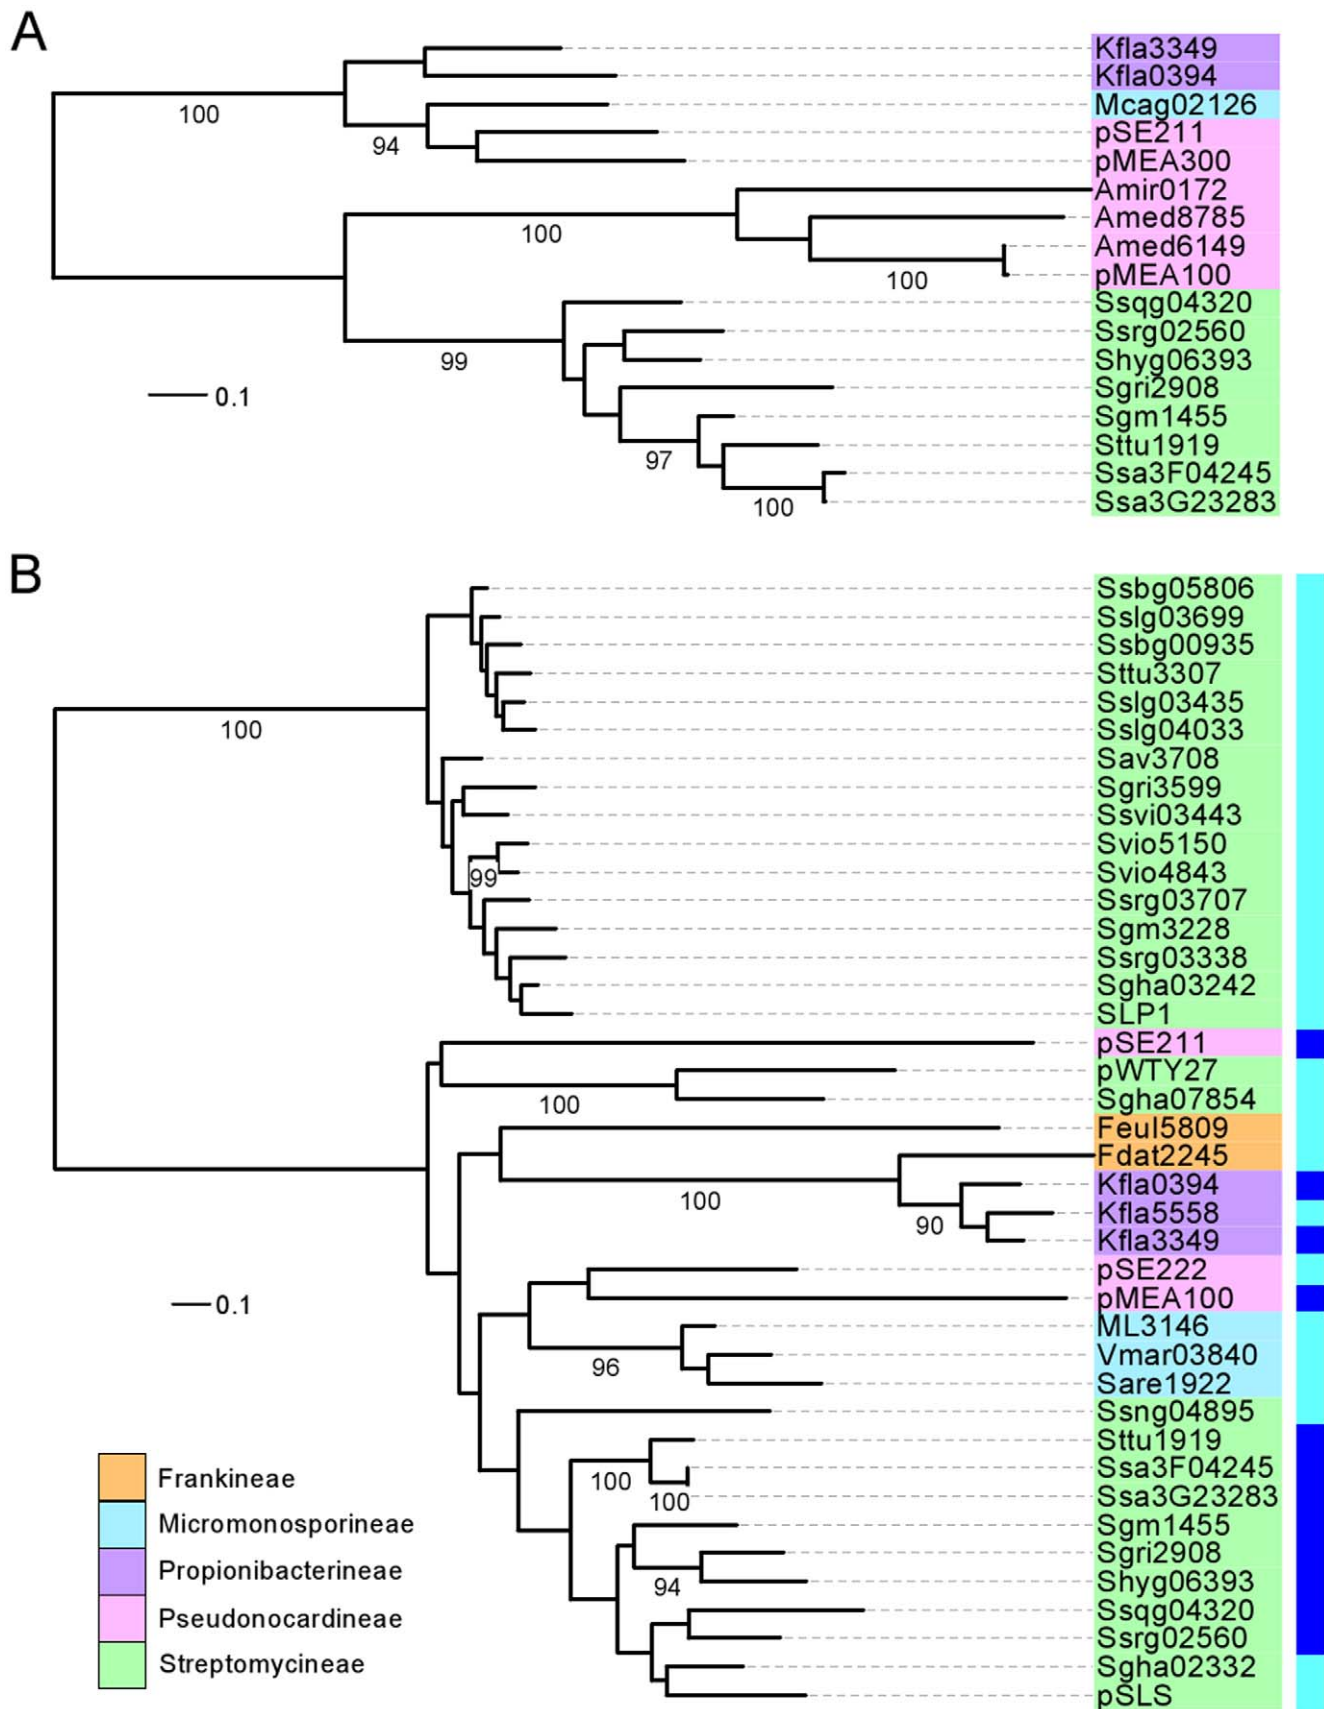 A
Kfla3349
Kfla0394
100
Mcag02126
94
pSE211
pMEA300
Amir0172
100
Amed8785
Amed6149
100
pMEA100
Ssqg04320
Ssrg02560
99
Shyg06393
0.1
Sgri2908
Sgm1455
97
Sttu1919
Ssa3F04245
100
Ssa3G23283
B
Ssbg05806
Sslg03699
Ssbg00935
Sttu3307
Sslg03435
100
Sslg04033
Sav3708
Sgri3599
Ssvi03443
Svio5150
99
Svio4843
Ssrg03707
Sgm3228
Ssrg03338
Sgha03242
SLP1
pSE211
pWTY27
100
Sgha07854
Feul5809
Fdat2245
Kfla0394
100
Kfla5558
90
Kfla3349
pSE222
0.1
pMEA100
ML3146
96
Vmar03840
Sare1922
Ssng04895
Sttu1919
100
Ssa3F04245
100
Ssa3G23283
Sgm1455
Sgri2908
94
Shyg06393
Ssqg04320
Ssrg02560
Sgha02332
pSLS
Frankineae
Micromonosporineae
Propionibacterineae
Pseudonocardineae
Streptomycineae